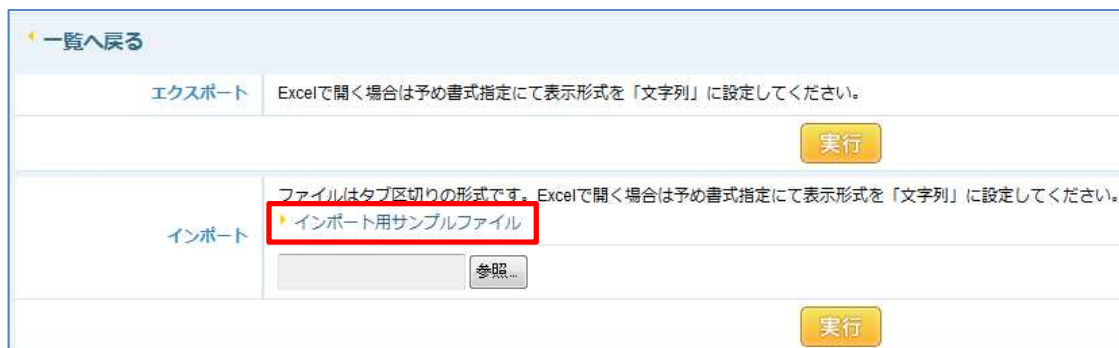 一覧へ戻る
エクスポート
Excelで開く場合は予め書式指定にて表示形式を「文字列」に設定してください。
実行
インポート
ファイルはタブ区切りの形式です。Excelで開く場合は予め書式指定にて表示形式を「文字列」に設定してください。
インポート用サンプルファイル
参照...
実行